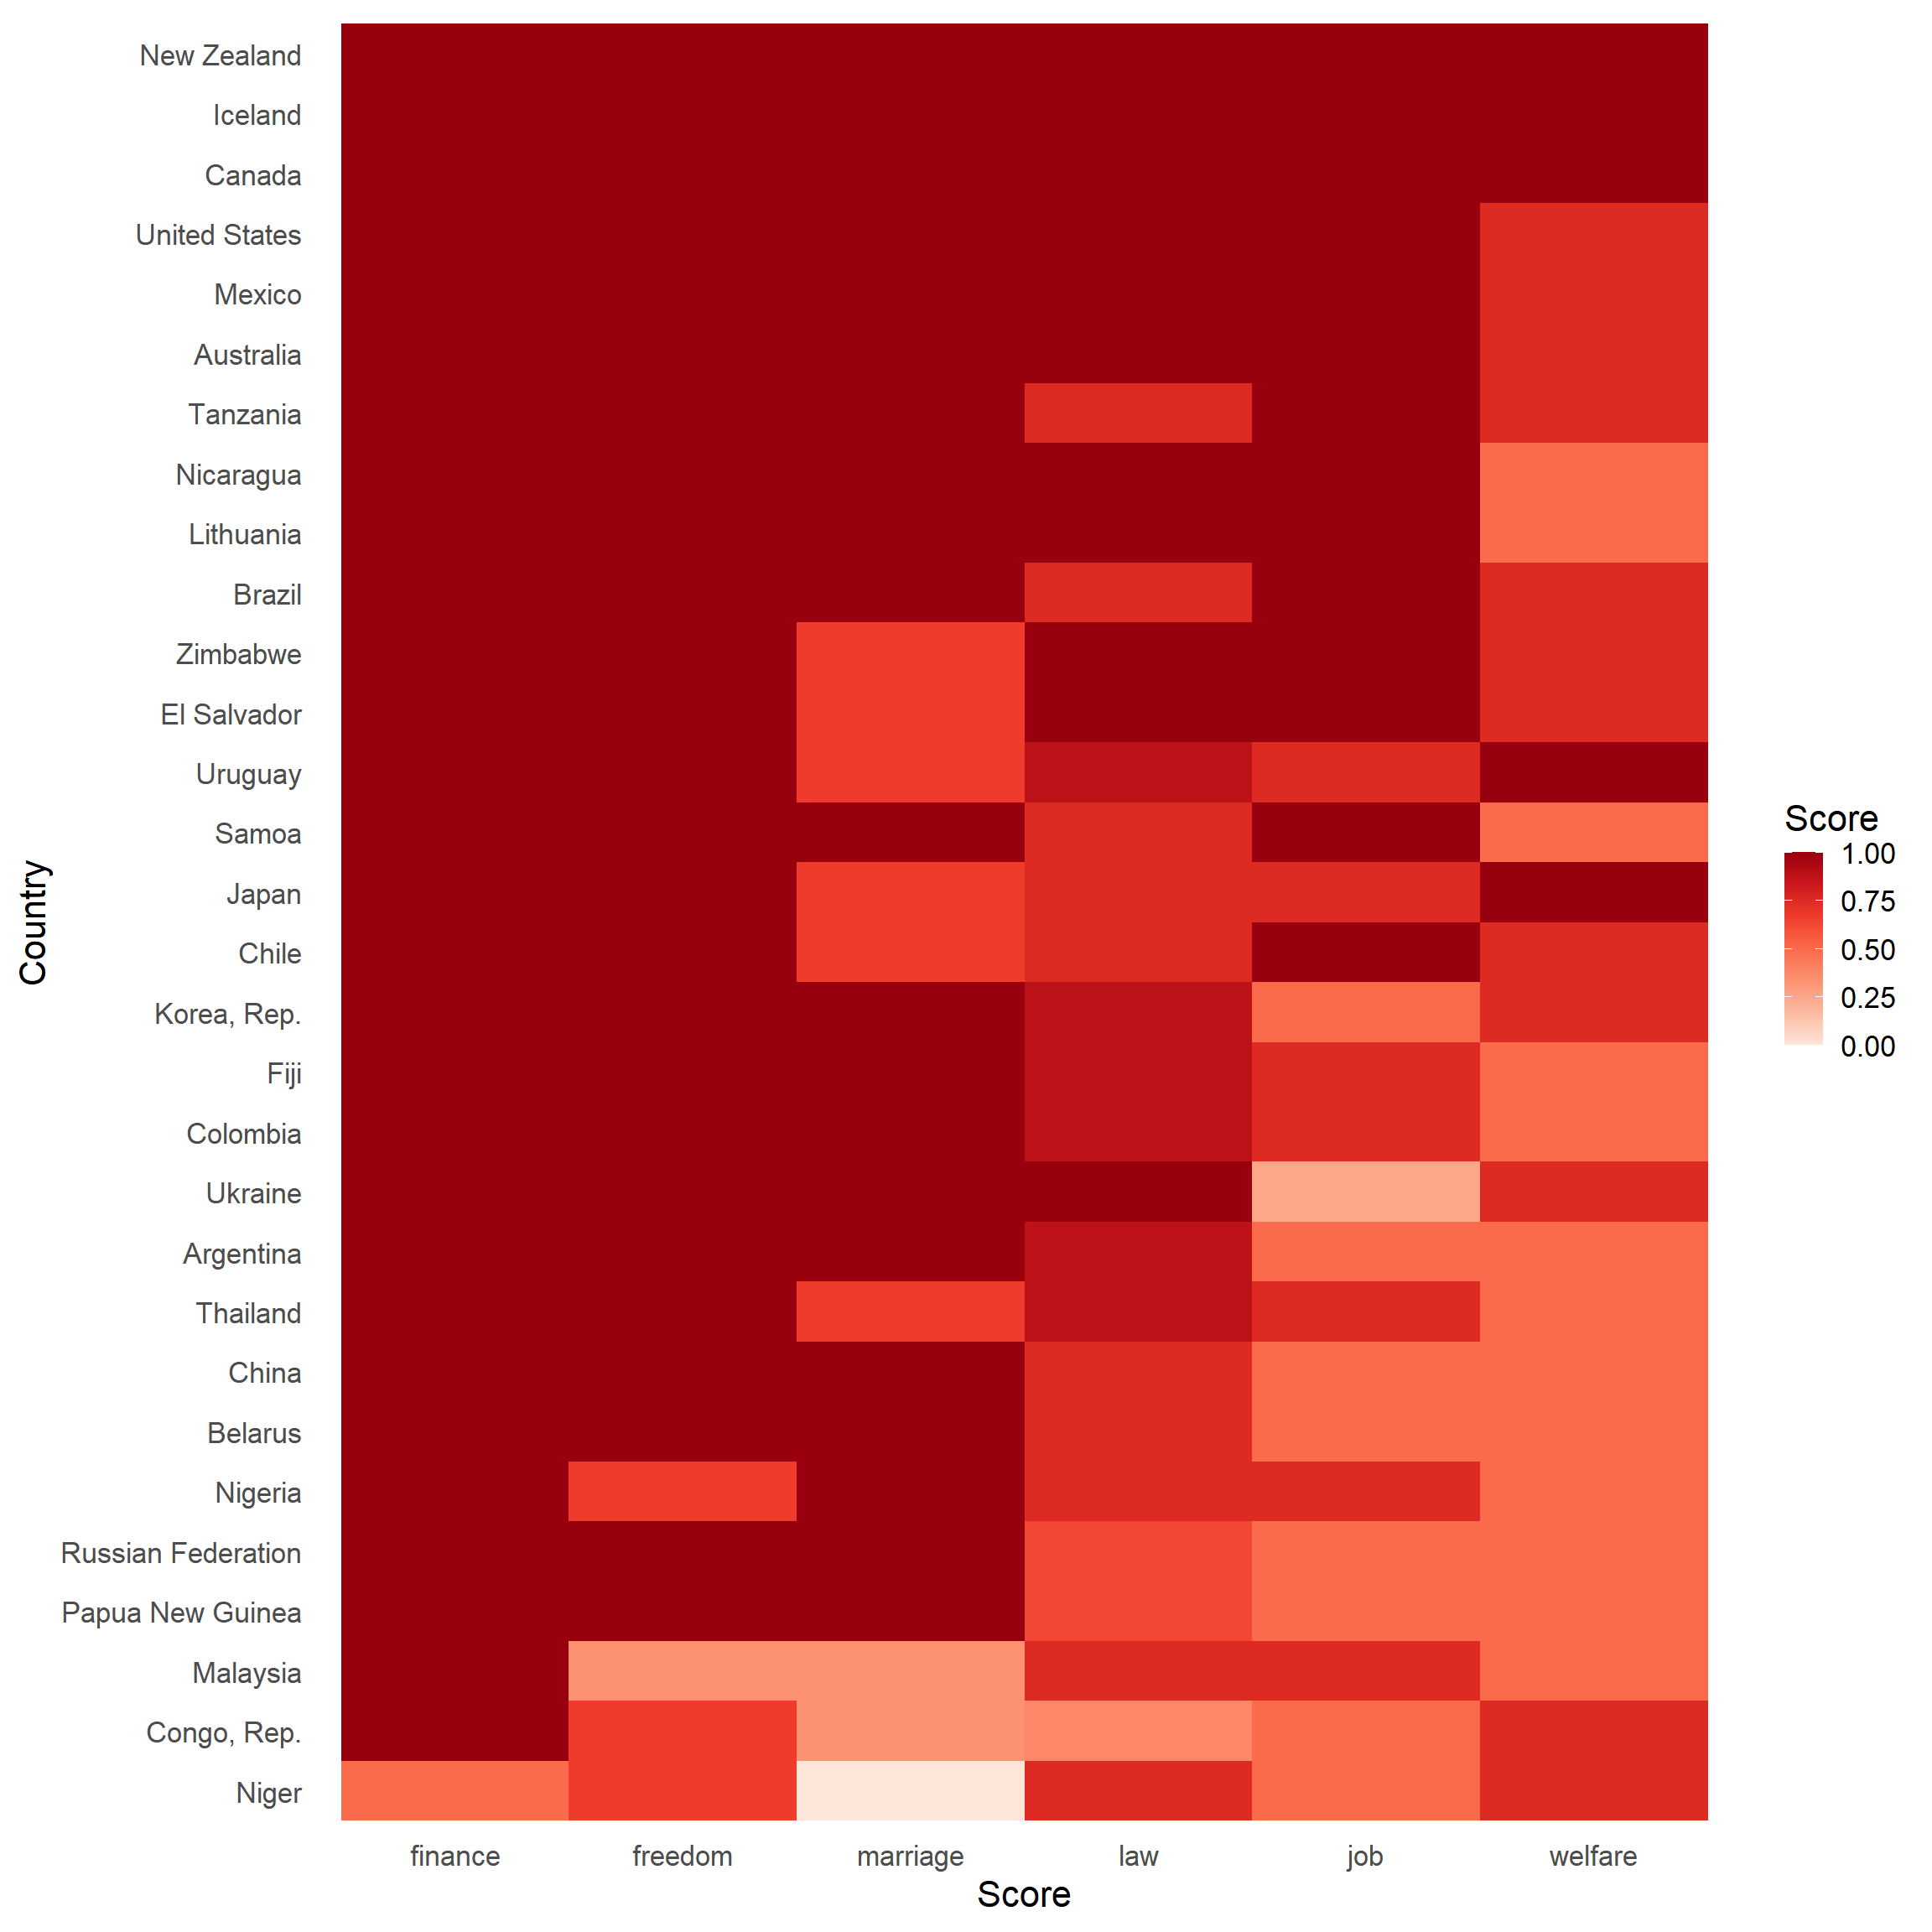 New Zealand
Iceland
Canada
United States
Mexico
Australia
Tanzania
Nicaragua
Lithuania
Brazil
Zimbabwe
El Salvador
Uruguay
Samoa
Japan
Chile
Korea, Rep.
Fiji
Colombia
Ukraine
Argentina
Thailand
China
Belarus
Nigeria
Russian Federation
Papua New Guinea
Malaysia
Congo, Rep.
Niger
Country
finance freedom marriage law job welfare
Score
Score
1.00
0.75
0.50
0.25
0.00